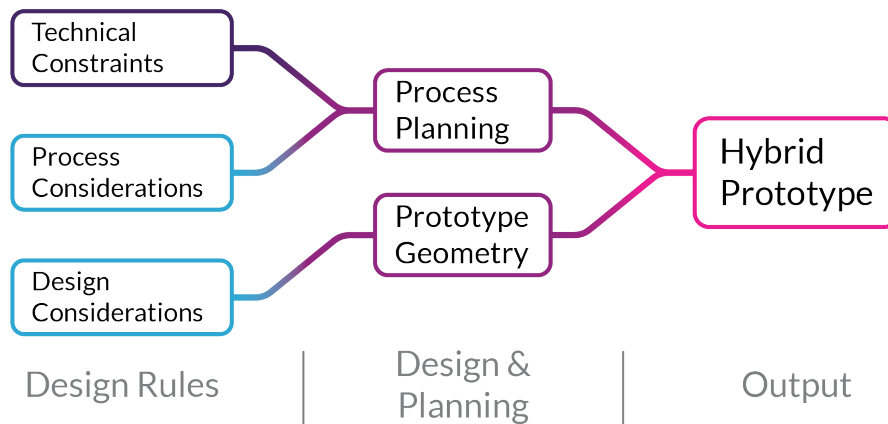 Technical
Constraints
Process
Considerations
Design
Considerations
Process
Planning
Prototype
Geometry
Hybrid
Prototype
Design Rules
Design &
Planning
Output